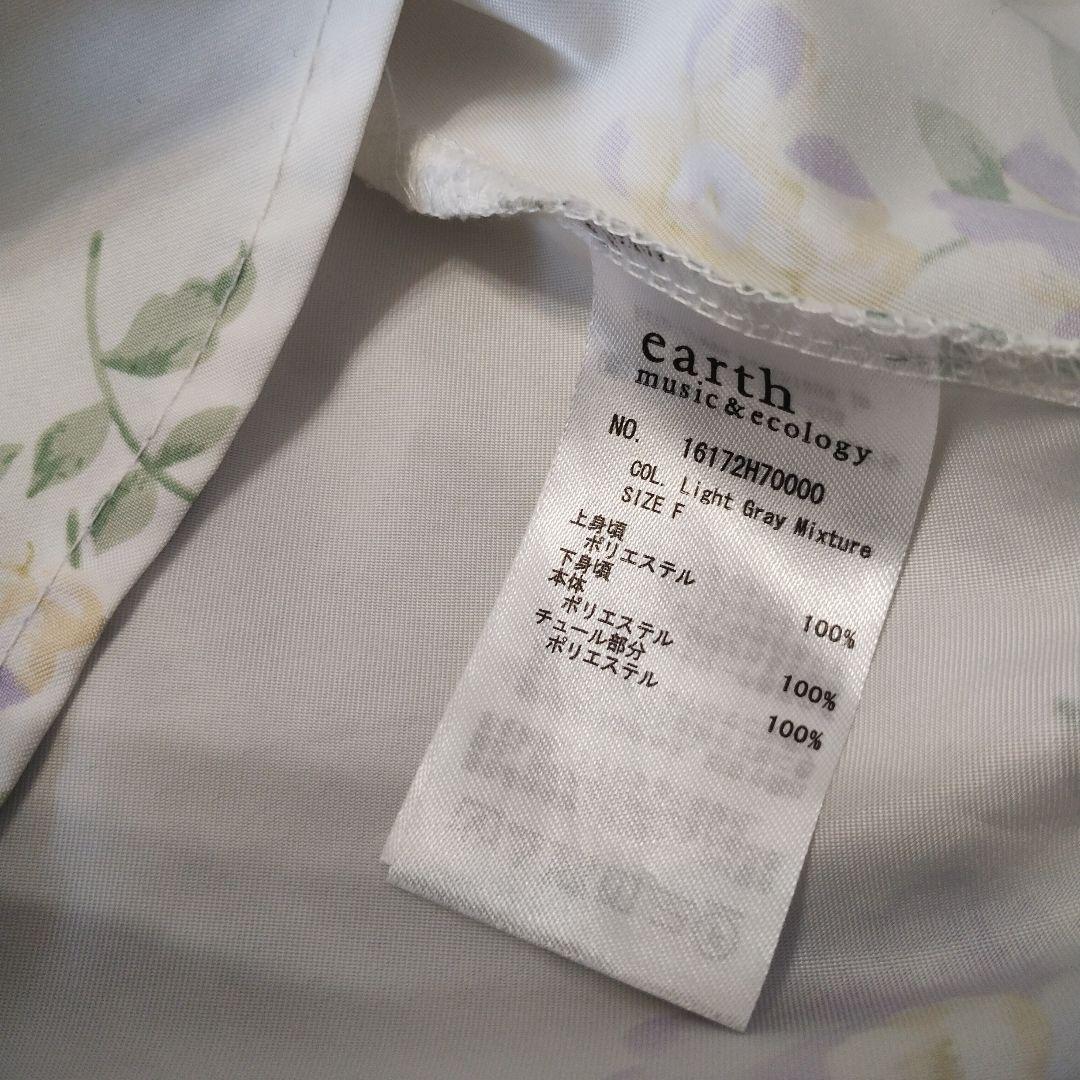 earth
music&ecology
NO. 16172H70000
COL. Light Gray Mixture
SIZE F
上身頃
ポリエステル 100%
下身頃
本体
ポリエステル 100%
チュール部分
ポリエステル 100%